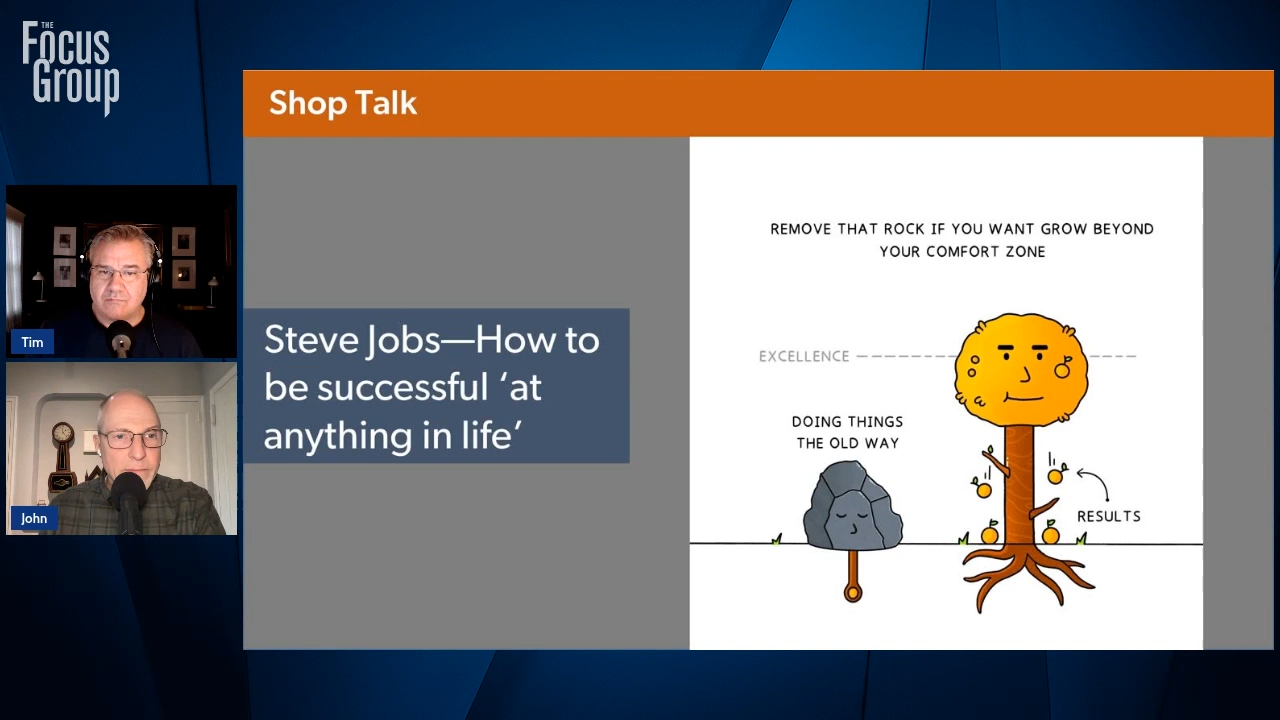 THE
Focus
Group
Shop Talk
Tim
John
Steve Jobs—How to
be successful ‘at
anything in life’
REMOVE THAT ROCK IF YOU WANT GROW BEYOND
YOUR COMFORT ZONE
EXCELLENCE
DOING THINGS
THE OLD WAY
RESULTS